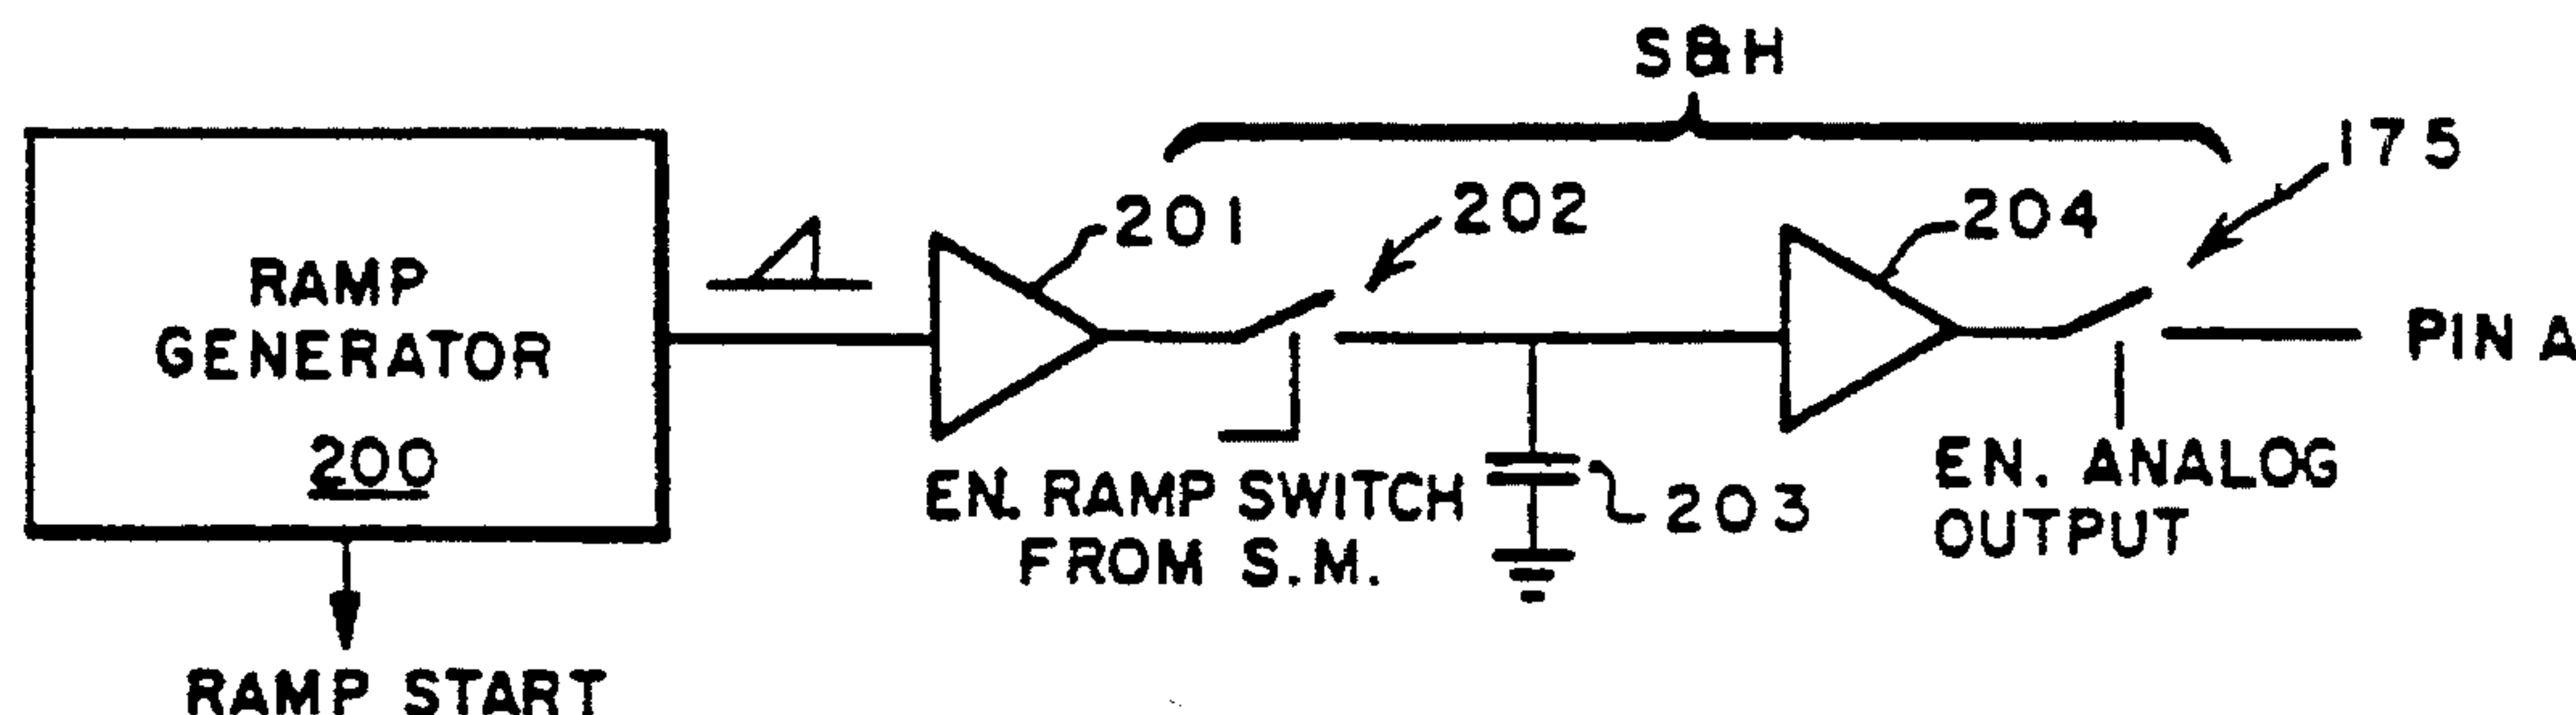 S&H
175
201
202
204
RAMP
GENERATOR
200
PIN A
EN. RAMP SWITCH
FROM S.M.
203
EN. ANALOG
OUTPUT
RAMP START